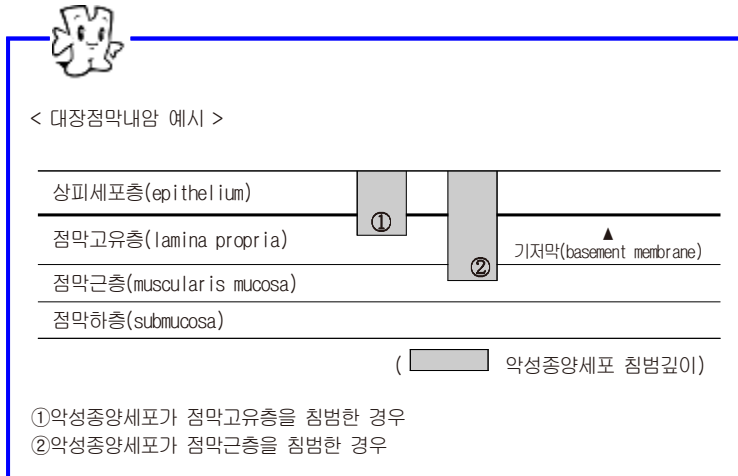 < 대장점막내암 예시 >
상피세포층(epithelium)
①
점막고유층(lamina propria)
▲
기저막(basement membrane)
②
점막근층(muscularis mucosa)
점막하층(submucosa)
( 악성종양세포 침범깊이)
①악성종양세포가 점막고유층을 침범한 경우
②악성종양세포가 점막근층을 침범한 경우